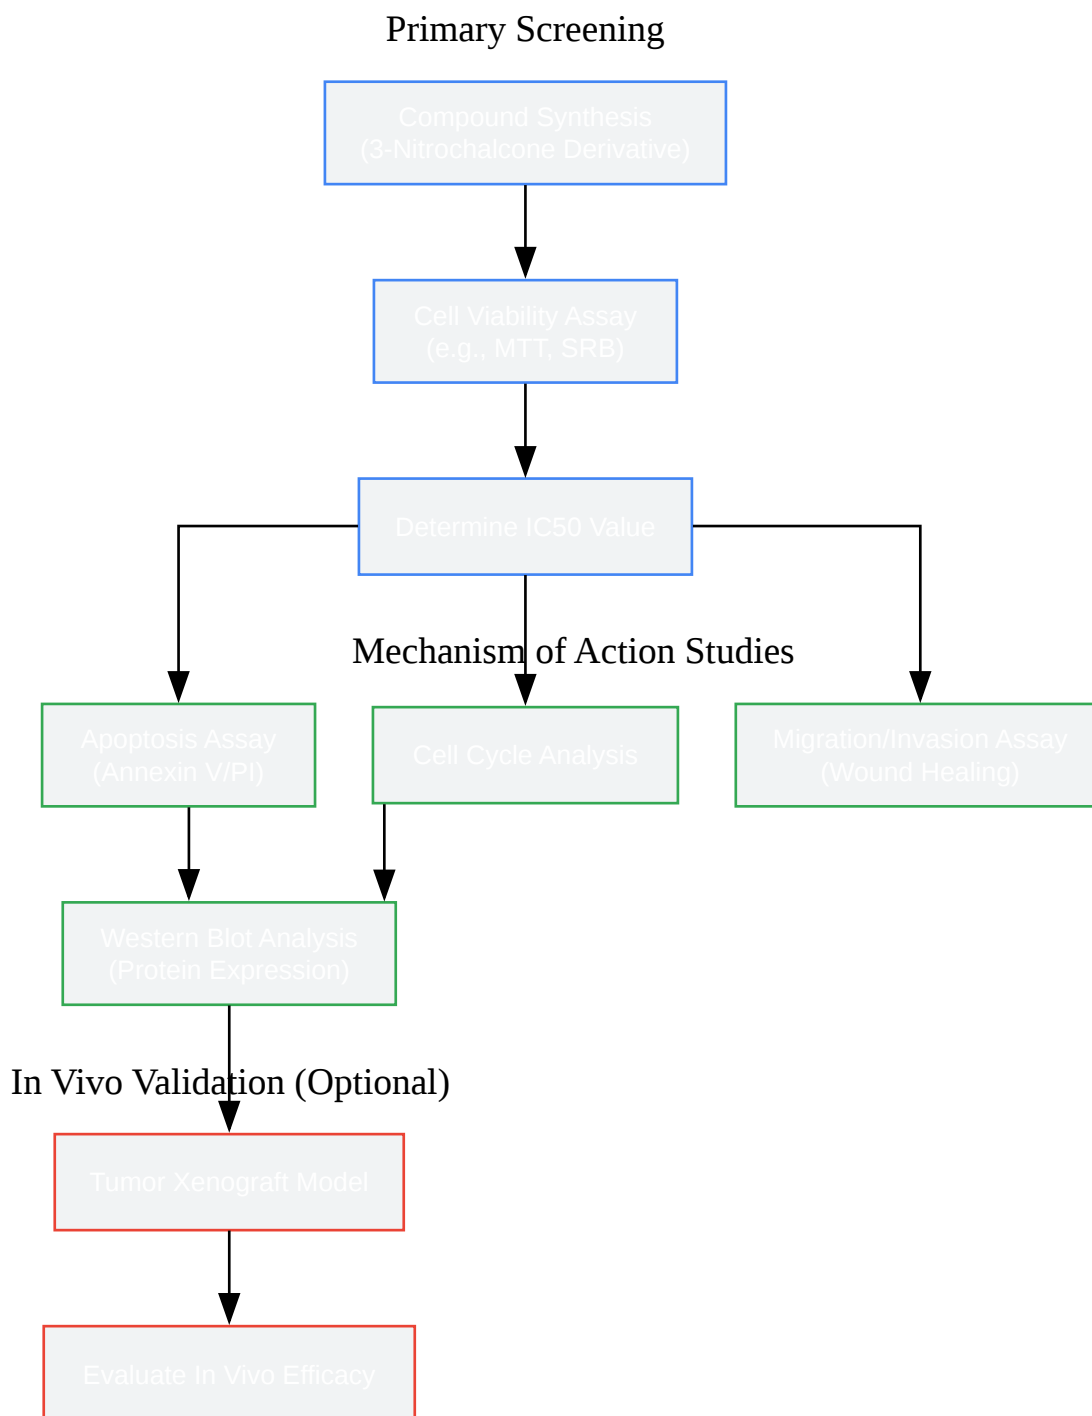 Primary Screening
Compound Synthesis
(3-Nitrochalcone Derivative)
Cell Viability Assay
(e.g., MTT, SRB)
Determine IC50 Value
Mechanism of Action Studies
Apoptosis Assay
(Annexin V/PI)
Cell Cycle Analysis
Migration/Invasion Assay
(Wound Healing)
Western Blot Analysis
(Protein Expression)
In Vivo Validation (Optional)
Tumor Xenograft Model
Evaluate In Vivo Efficacy